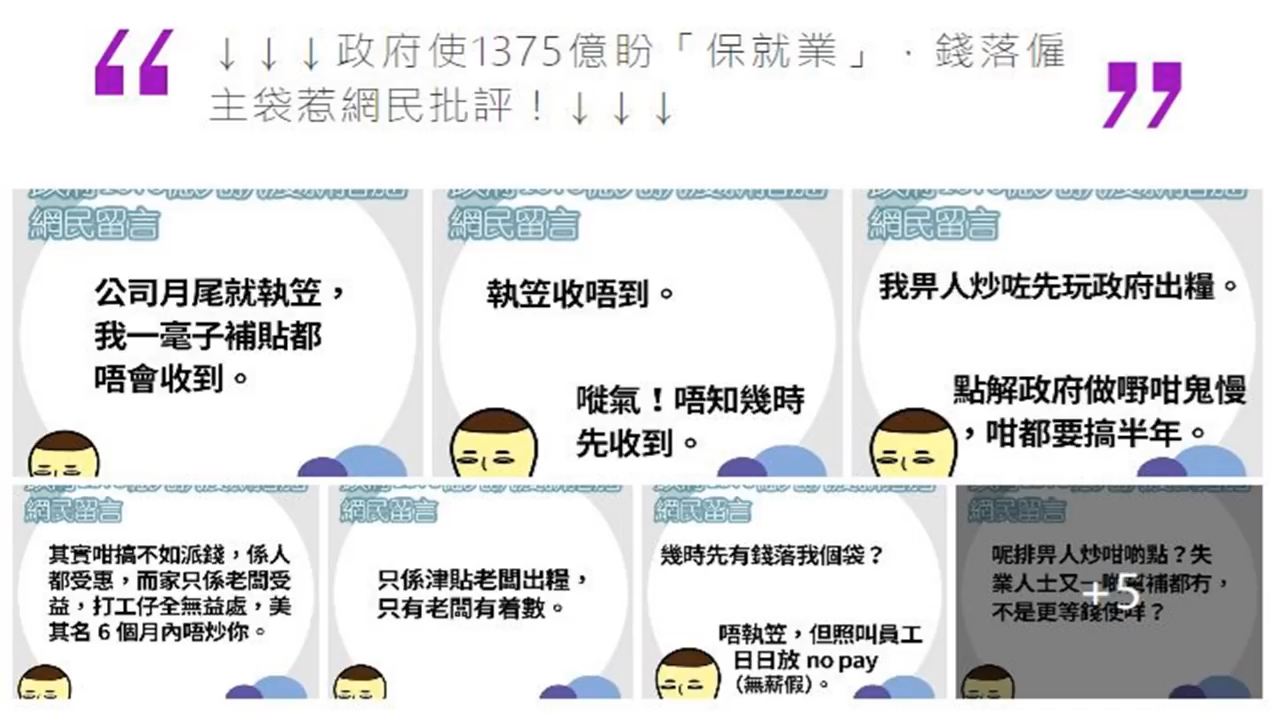 ↓↓↓政府使1375億盼「保就業」．錢落僱
主袋惹網民批評！↓↓↓
網民留言
公司月尾就執笠，
我一毫子補貼都
唔會收到。
網民留言
執笠收唔到。
嘥氣！唔知幾時
先收到。
網民留言
我畀人炒咗先玩政府出糧。
點解政府做嘢咁鬼慢
，咁都要搞半年。
網民留言
其實咁搞不如派錢，係人
都受惠，而家只係老闆受
益，打工仔全無益處，美
其名 6 個月內唔炒你。
網民留言
只係津貼老闆出糧，
只有老闆有着數。
網民留言
幾時先有錢落我個袋？
唔執笠，但照叫員工
日日放 no pay
（無薪假）。
網民留言
呢排畀人炒咁啲點？失
業人士又一啲資補都冇，
不是更等錢使咩？
+5